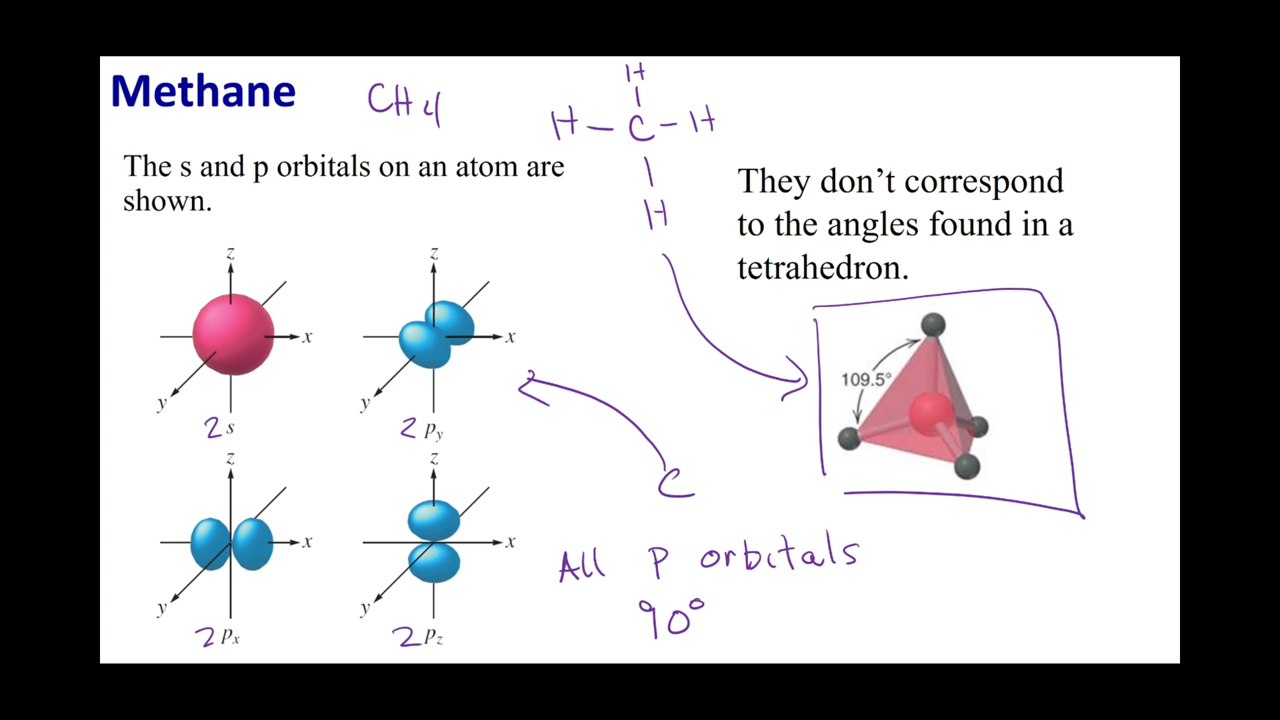 Methane
CH4
H
H – C – H
H
The s and p orbitals on an atom are
shown.
They don't correspond
to the angles found in a
tetrahedron.
z
x
y
2s
z
x
y
2py
z
x
y
2px
z
x
y
2pz
109.5°
C
All p orbitals
90°